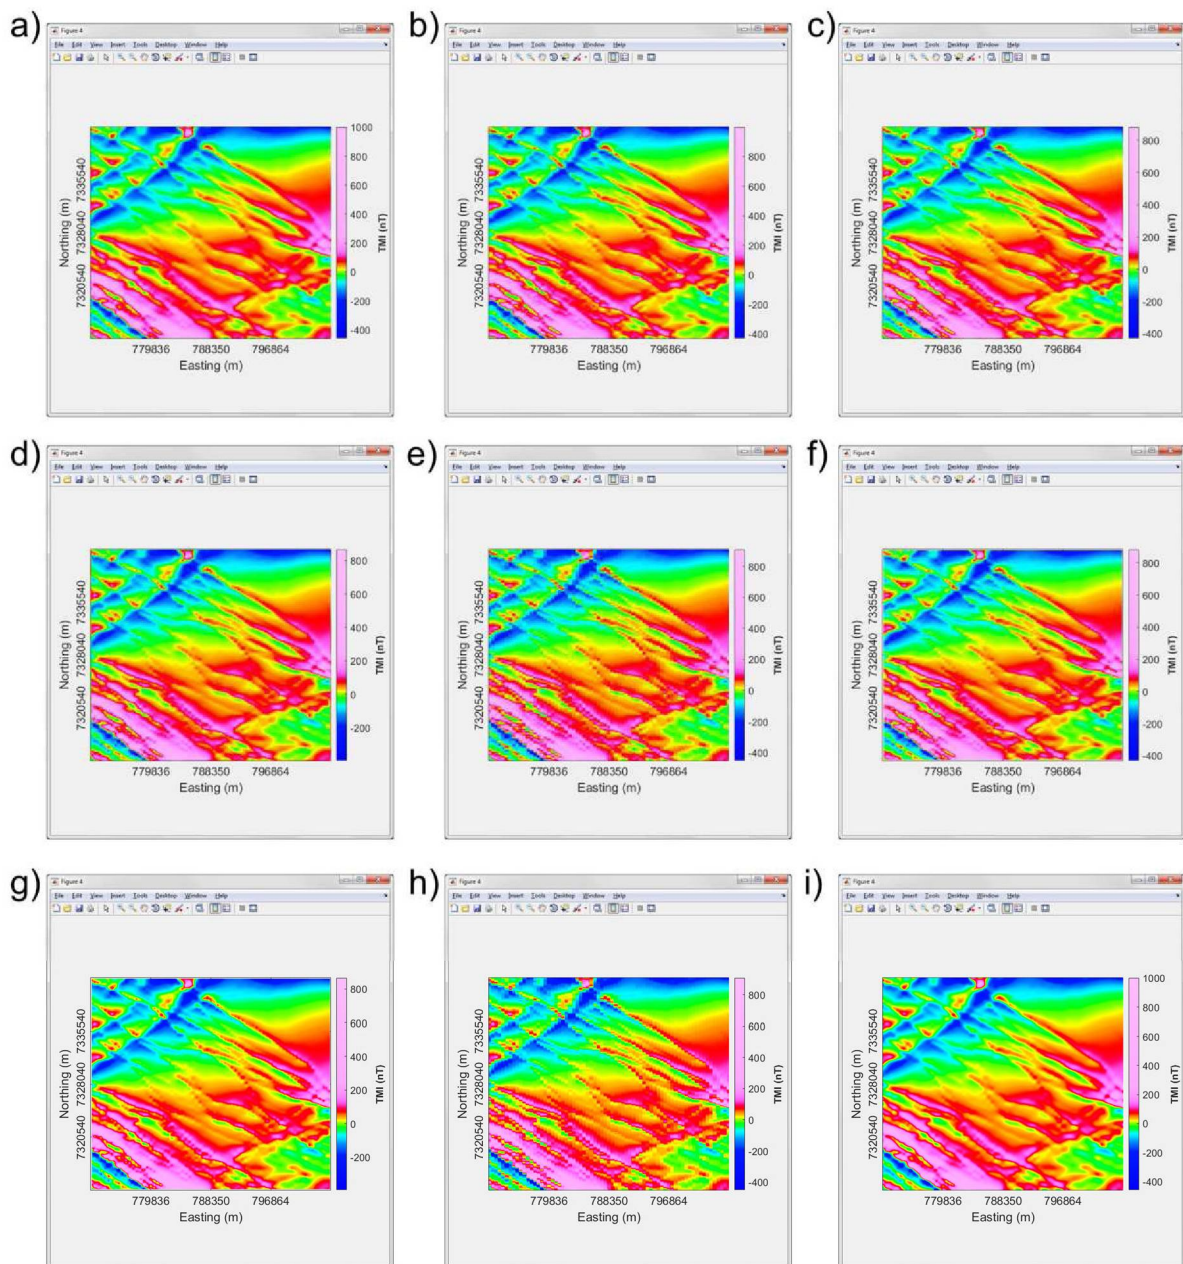 a)
Figure 4
File Edit View Insert Tools Desktop Window Help
1000
800
600
400
200
0
-200
-400
TMI (nT)
Northing (m)
7335540
7328040
7320540
779836 788350 796864
Easting (m)
b)
Figure 4
File Edit View Insert Tools Desktop Window Help
800
600
400
200
0
-200
-400
TMI (nT)
Northing (m)
7335540
7328040
7320540
779836 788350 796864
Easting (m)
c)
Figure 4
File Edit View Insert Tools Desktop Window Help
800
600
400
200
0
-200
-400
TMI (nT)
Northing (m)
7335540
7328040
7320540
779836 788350 796864
Easting (m)
d)
Figure 4
File Edit View Insert Tools Desktop Window Help
800
600
400
200
0
-200
TMI (nT)
Northing (m)
7335540
7328040
7320540
779836 788350 796864
Easting (m)
e)
Figure 4
File Edit View Insert Tools Desktop Window Help
800
600
400
200
0
-200
-400
TMI (nT)
Northing (m)
7335540
7328040
7320540
779836 788350 796864
Easting (m)
f)
Figure 4
File Edit View Insert Tools Desktop Window Help
800
600
400
200
0
-200
-400
TMI (nT)
Northing (m)
7335540
7328040
7320540
779836 788350 796864
Easting (m)
g)
Figure 4
File Edit View Insert Tools Desktop Window Help
800
600
400
200
0
-200
TMI (nT)
Northing (m)
7335540
7328040
7320540
779836 788350 796864
Easting (m)
h)
Figure 4
File Edit View Insert Tools Desktop Window Help
800
600
400
200
0
-200
-400
TMI (nT)
Northing (m)
7335540
7328040
7320540
779836 788350 796864
Easting (m)
i)
Figure 4
File Edit View Insert Tools Desktop Window Help
1000
800
600
400
200
0
-200
-400
TMI (nT)
Northing (m)
7335540
7328040
7320540
779836 788350 796864
Easting (m)